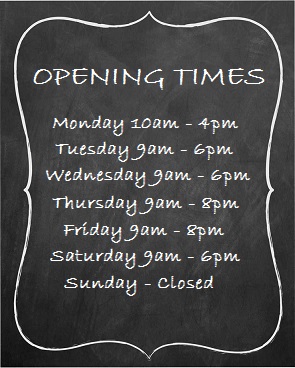 OPENING TIMES
Monday 10am - 4pm
Tuesday 9am - 6pm
Wednesday 9am - 6pm
Thursday 9am - 8pm
Friday 9am - 8pm
Saturday 9am - 6pm
Sunday - Closed